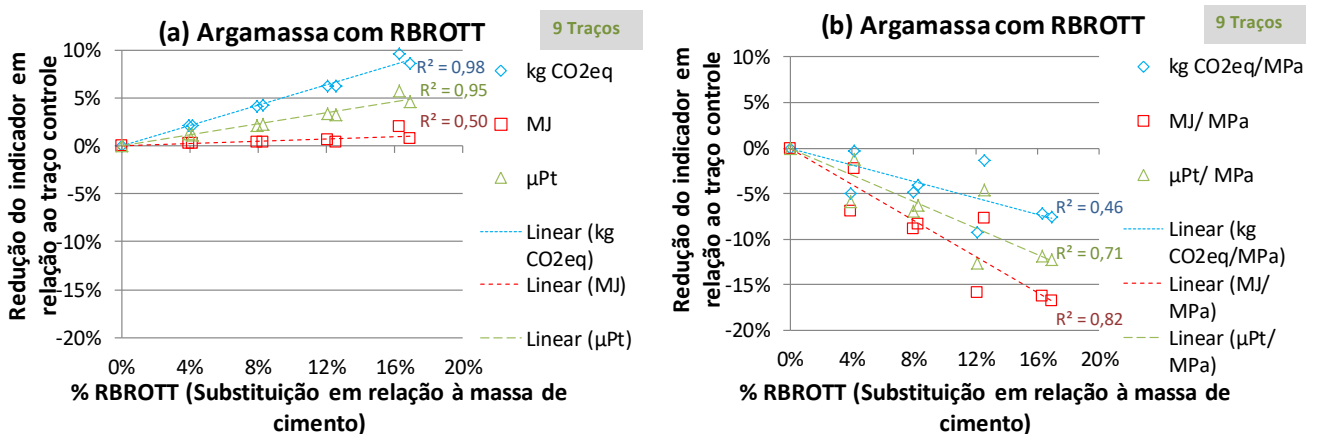 (a) Argamassa com RBROTT
9 Traços
Redução do indicador em
relação ao traço controle
10%
5%
0%
-5%
-10%
-15%
-20%
0%
4%
8%
12%
16%
20%
% RBROTT (Substituição em relação à massa de
cimento)
R² = 0,98
R² = 0,95
R² = 0,50
kg CO2eq
MJ
µPt
Linear (kg
CO2eq)
Linear (MJ)
Linear (µPt)
(b) Argamassa com RBROTT
9 Traços
Redução do indicador em
relação ao traço controle
10%
5%
0%
-5%
-10%
-15%
-20%
0%
4%
8%
12%
16%
20%
% RBROTT (Substituição em relação à massa de
cimento)
R² = 0,46
R² = 0,71
R² = 0,82
kg CO2eq/MPa
MJ/ MPa
µPt/ MPa
Linear (kg
CO2eq/MPa)
Linear (MJ/
MPa)
Linear (µPt/
MPa)